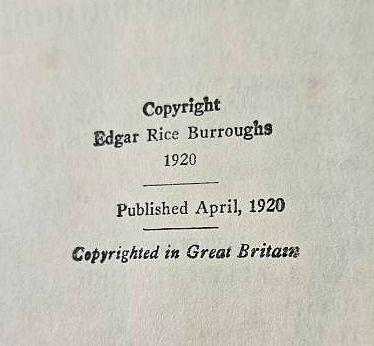 Copyright
Edgar Rice Burroughs
1920
Published April, 1920
Copyrighted in Great Britain